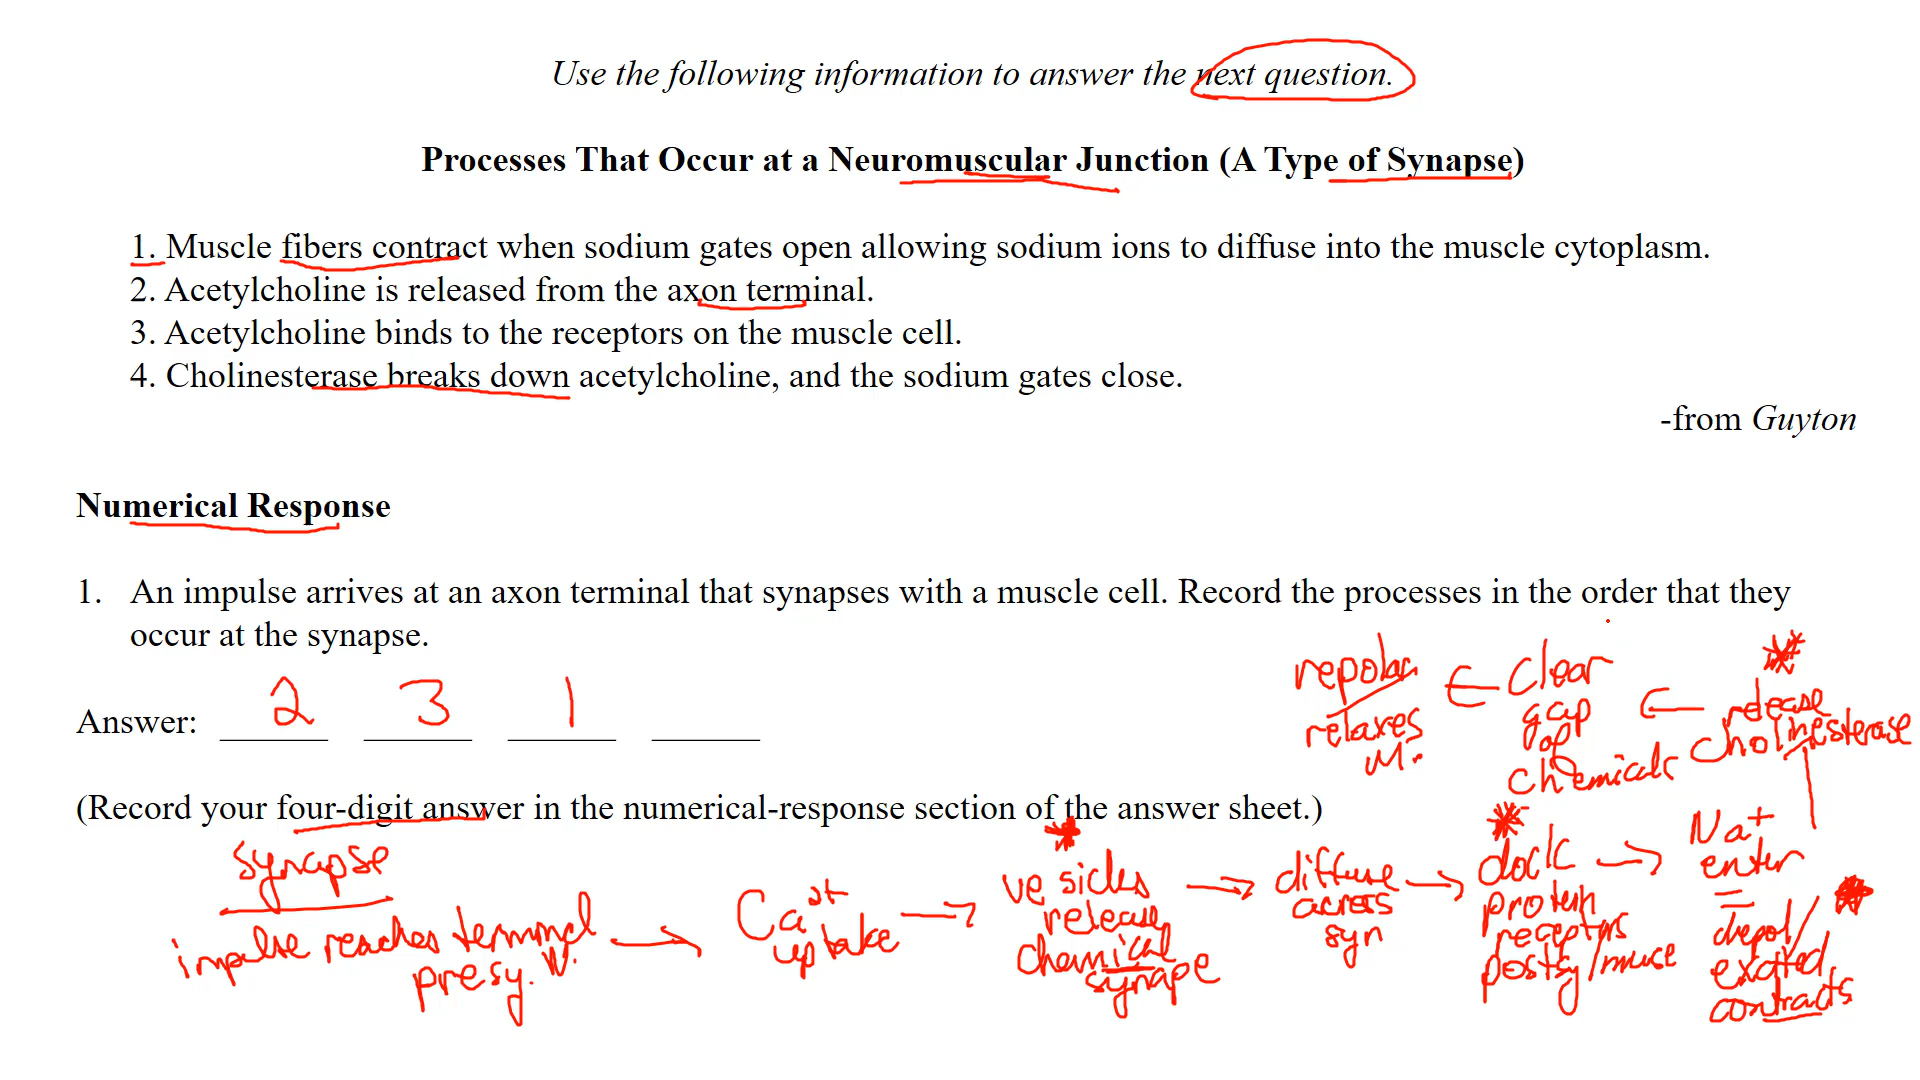 Use the following information to answer the next question.
Processes That Occur at a Neuromuscular Junction (A Type of Synapse)
1. Muscle fibers contract when sodium gates open allowing sodium ions to diffuse into the muscle cytoplasm.
2. Acetylcholine is released from the axon terminal.
3. Acetylcholine binds to the receptors on the muscle cell.
4. Cholinesterase breaks down acetylcholine, and the sodium gates close.
-from Guyton
Numerical Response
1. An impulse arrives at an axon terminal that synapses with a muscle cell. Record the processes in the order that they
occur at the synapse.
Answer: 2 3 1
(Record your four-digit answer in the numerical-response section of the answer sheet.)
synapse
impulse reaches terminal
presy. N.
Ca2+
uptake
vesicles
release
chemical
synape
diffuse
across
syn
dock
protein
receptors
postsy/musc
Na+
enter
=
depol/
excited
contracts
release
cholinesterase
clear
gap
of
chemicals
repolar
relaxes
M.